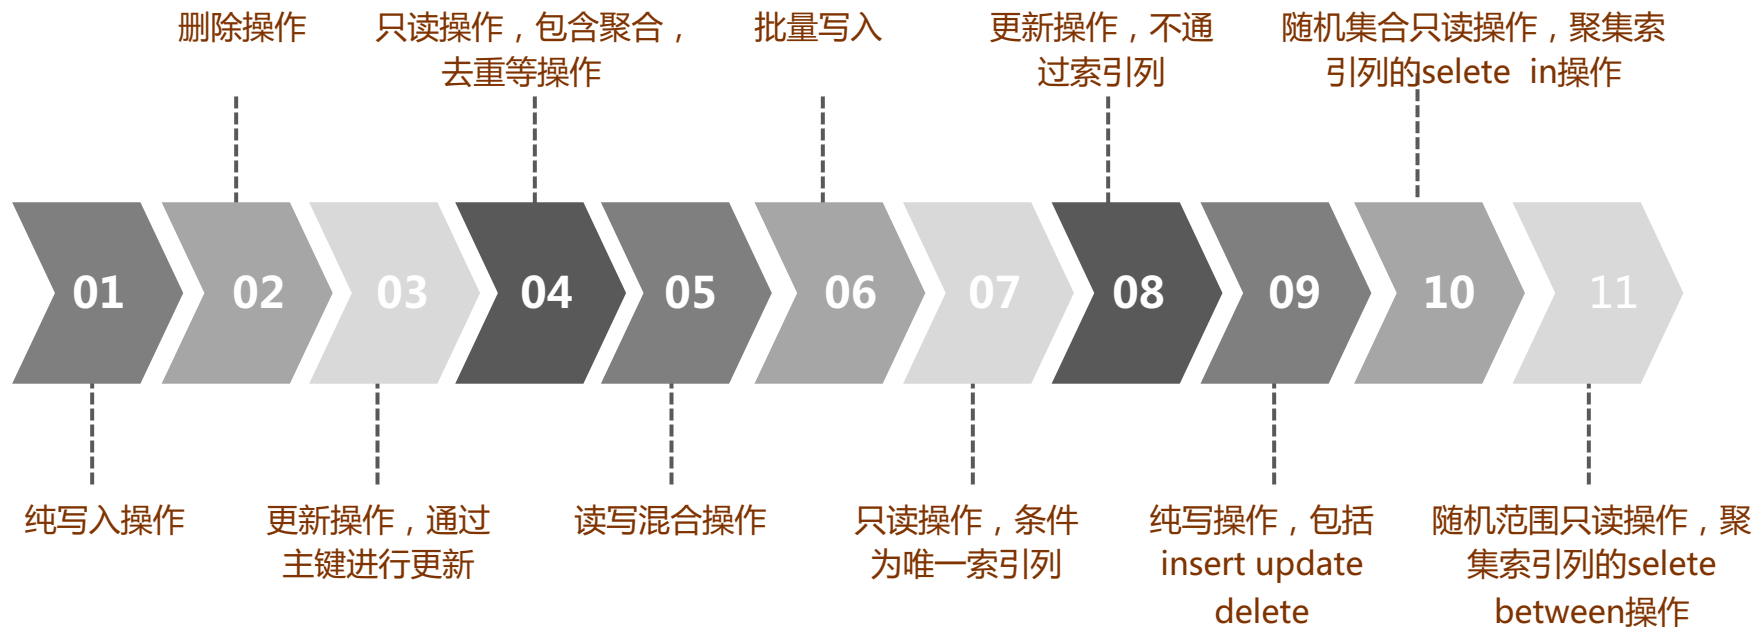 删除操作
只读操作，包含聚合，
去重等操作
批量写入
更新操作，不通
过索引列
随机集合只读操作，聚集索
引列的selete  in操作
01
02
03
04
05
06
07
08
09
10
11
纯写入操作
更新操作，通过
主键进行更新
读写混合操作
只读操作，条件
为唯一索引列
纯写操作，包括
insert update
delete
随机范围只读操作，聚
集索引列的selete
between操作